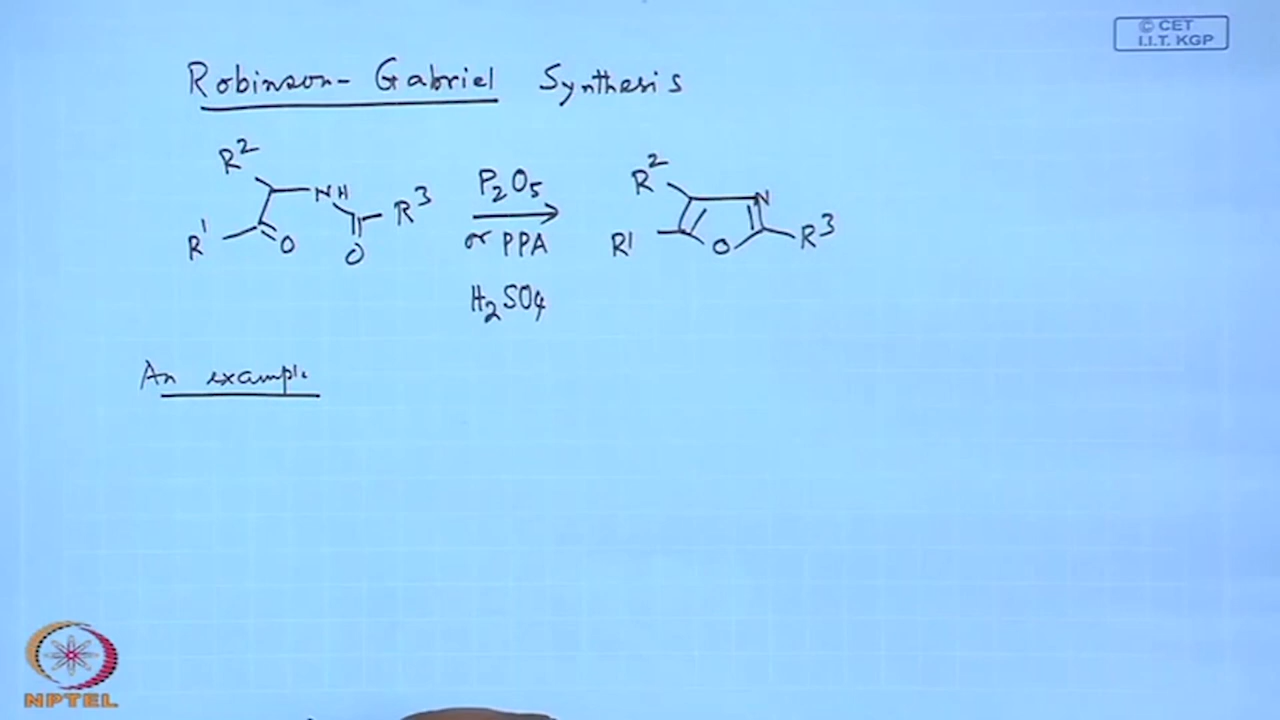 © CET
I.I.T. KGP
Robinson-Gabriel Synthesis
R² NH R³ R¹ O O
P₂O₅
or PPA
H₂SO₄
R² N R¹ O R³
An example
NPTEL